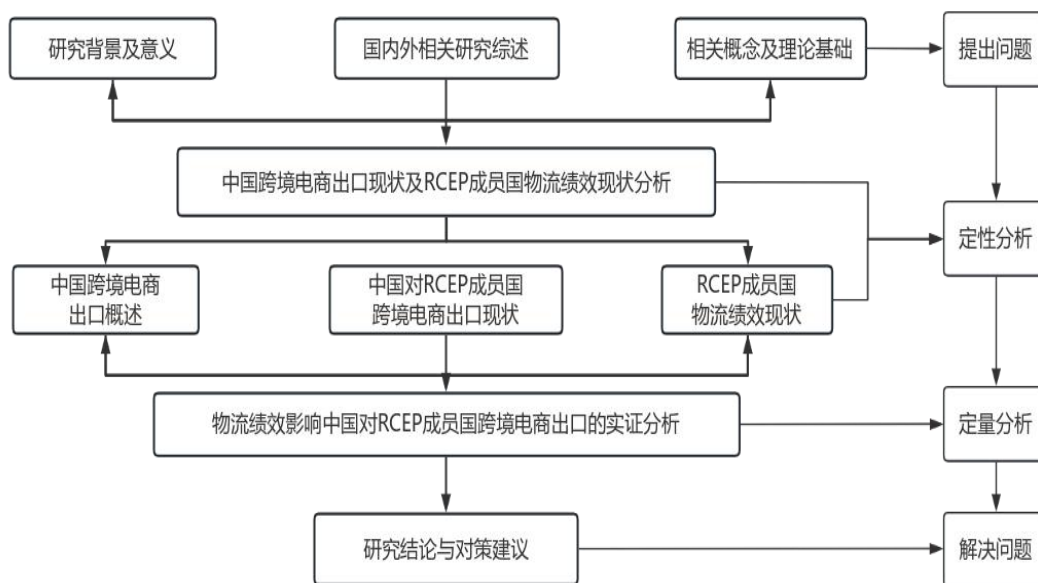 研究背景及意义
国内外相关研究综述
相关概念及理论基础
提出问题
中国跨境电商出口现状及RCEP成员国物流绩效现状分析
定性分析
中国跨境电商
出口概述
中国对RCEP成员国
跨境电商出口现状
RCEP成员国
物流绩效现状
物流绩效影响中国对RCEP成员国跨境电商出口的实证分析
定量分析
研究结论与对策建议
解决问题